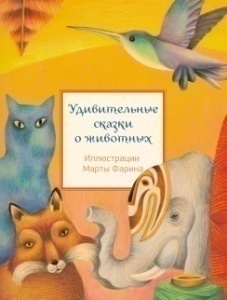 Удивительные
сказки
о животных
Иллюстрации
Марты Фарина